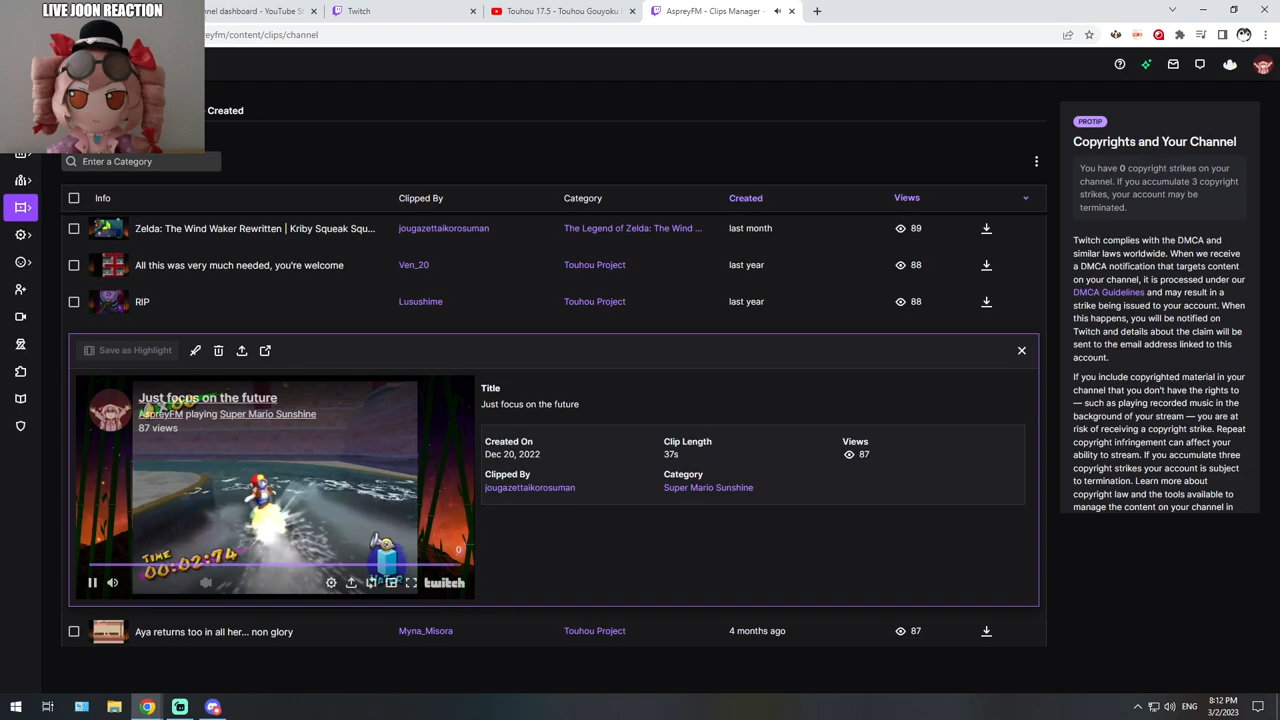 LIVE JOON REACTION
nnel dashboard - YouTube St
Twitch
Touhou 17.5 - Touhou Gouyoku I
AspreyFM - Clips Manager -
eyfm/content/clips/channel
Created
Enter a Category
Info
Clipped By
Category
Created
Views
Zelda: The Wind Waker Rewritten | Kriby Squeak Squ...
jougazettaikorosuman
The Legend of Zelda: The Wind ...
last month
89
All this was very much needed, you're welcome
Ven_20
Touhou Project
last year
88
RIP
Lusushime
Touhou Project
last year
88
Save as Highlight
Just focus on the future
AspreyFM playing Super Mario Sunshine
87 views
TIME
00:02:74
0
twitch
Title
Just focus on the future
Created On
Dec 20, 2022
Clip Length
37s
Views
87
Clipped By
jougazettaikorosuman
Category
Super Mario Sunshine
Aya returns too in all her... non glory
Myna_Misora
Touhou Project
4 months ago
87
PROTIP
Copyrights and Your Channel
You have 0 copyright strikes on your
channel. If you accumulate 3 copyright
strikes, your account may be
terminated.
Twitch complies with the DMCA and
similar laws worldwide. When we receive
a DMCA notification that targets content
on your channel, it is processed under our
DMCA Guidelines and may result in a
strike being issued to your account. When
this happens, you will be notified on
Twitch and details about the claim will be
sent to the email address linked to this
account.
If you include copyrighted material in your
channel that you don't have the rights to
— such as playing recorded music in the
background of your stream — you are at
risk of receiving a copyright strike. Repeat
copyright infringement can affect your
ability to stream. If you accumulate three
copyright strikes your account is subject
to termination. Learn more about
copyright law and the tools available to
manage the content on your channel in
ENG
8:12 PM
3/2/2023